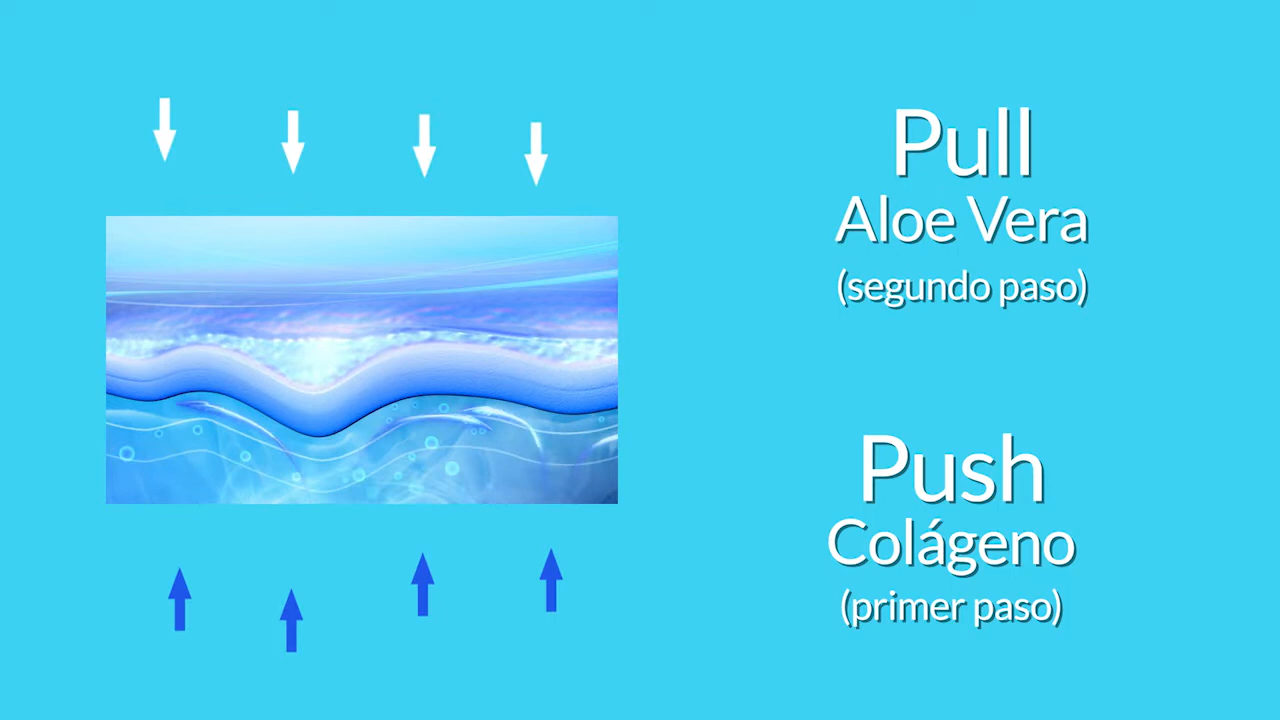 Pull
Aloe Vera
(segundo paso)
Push
Colágeno
(primer paso)